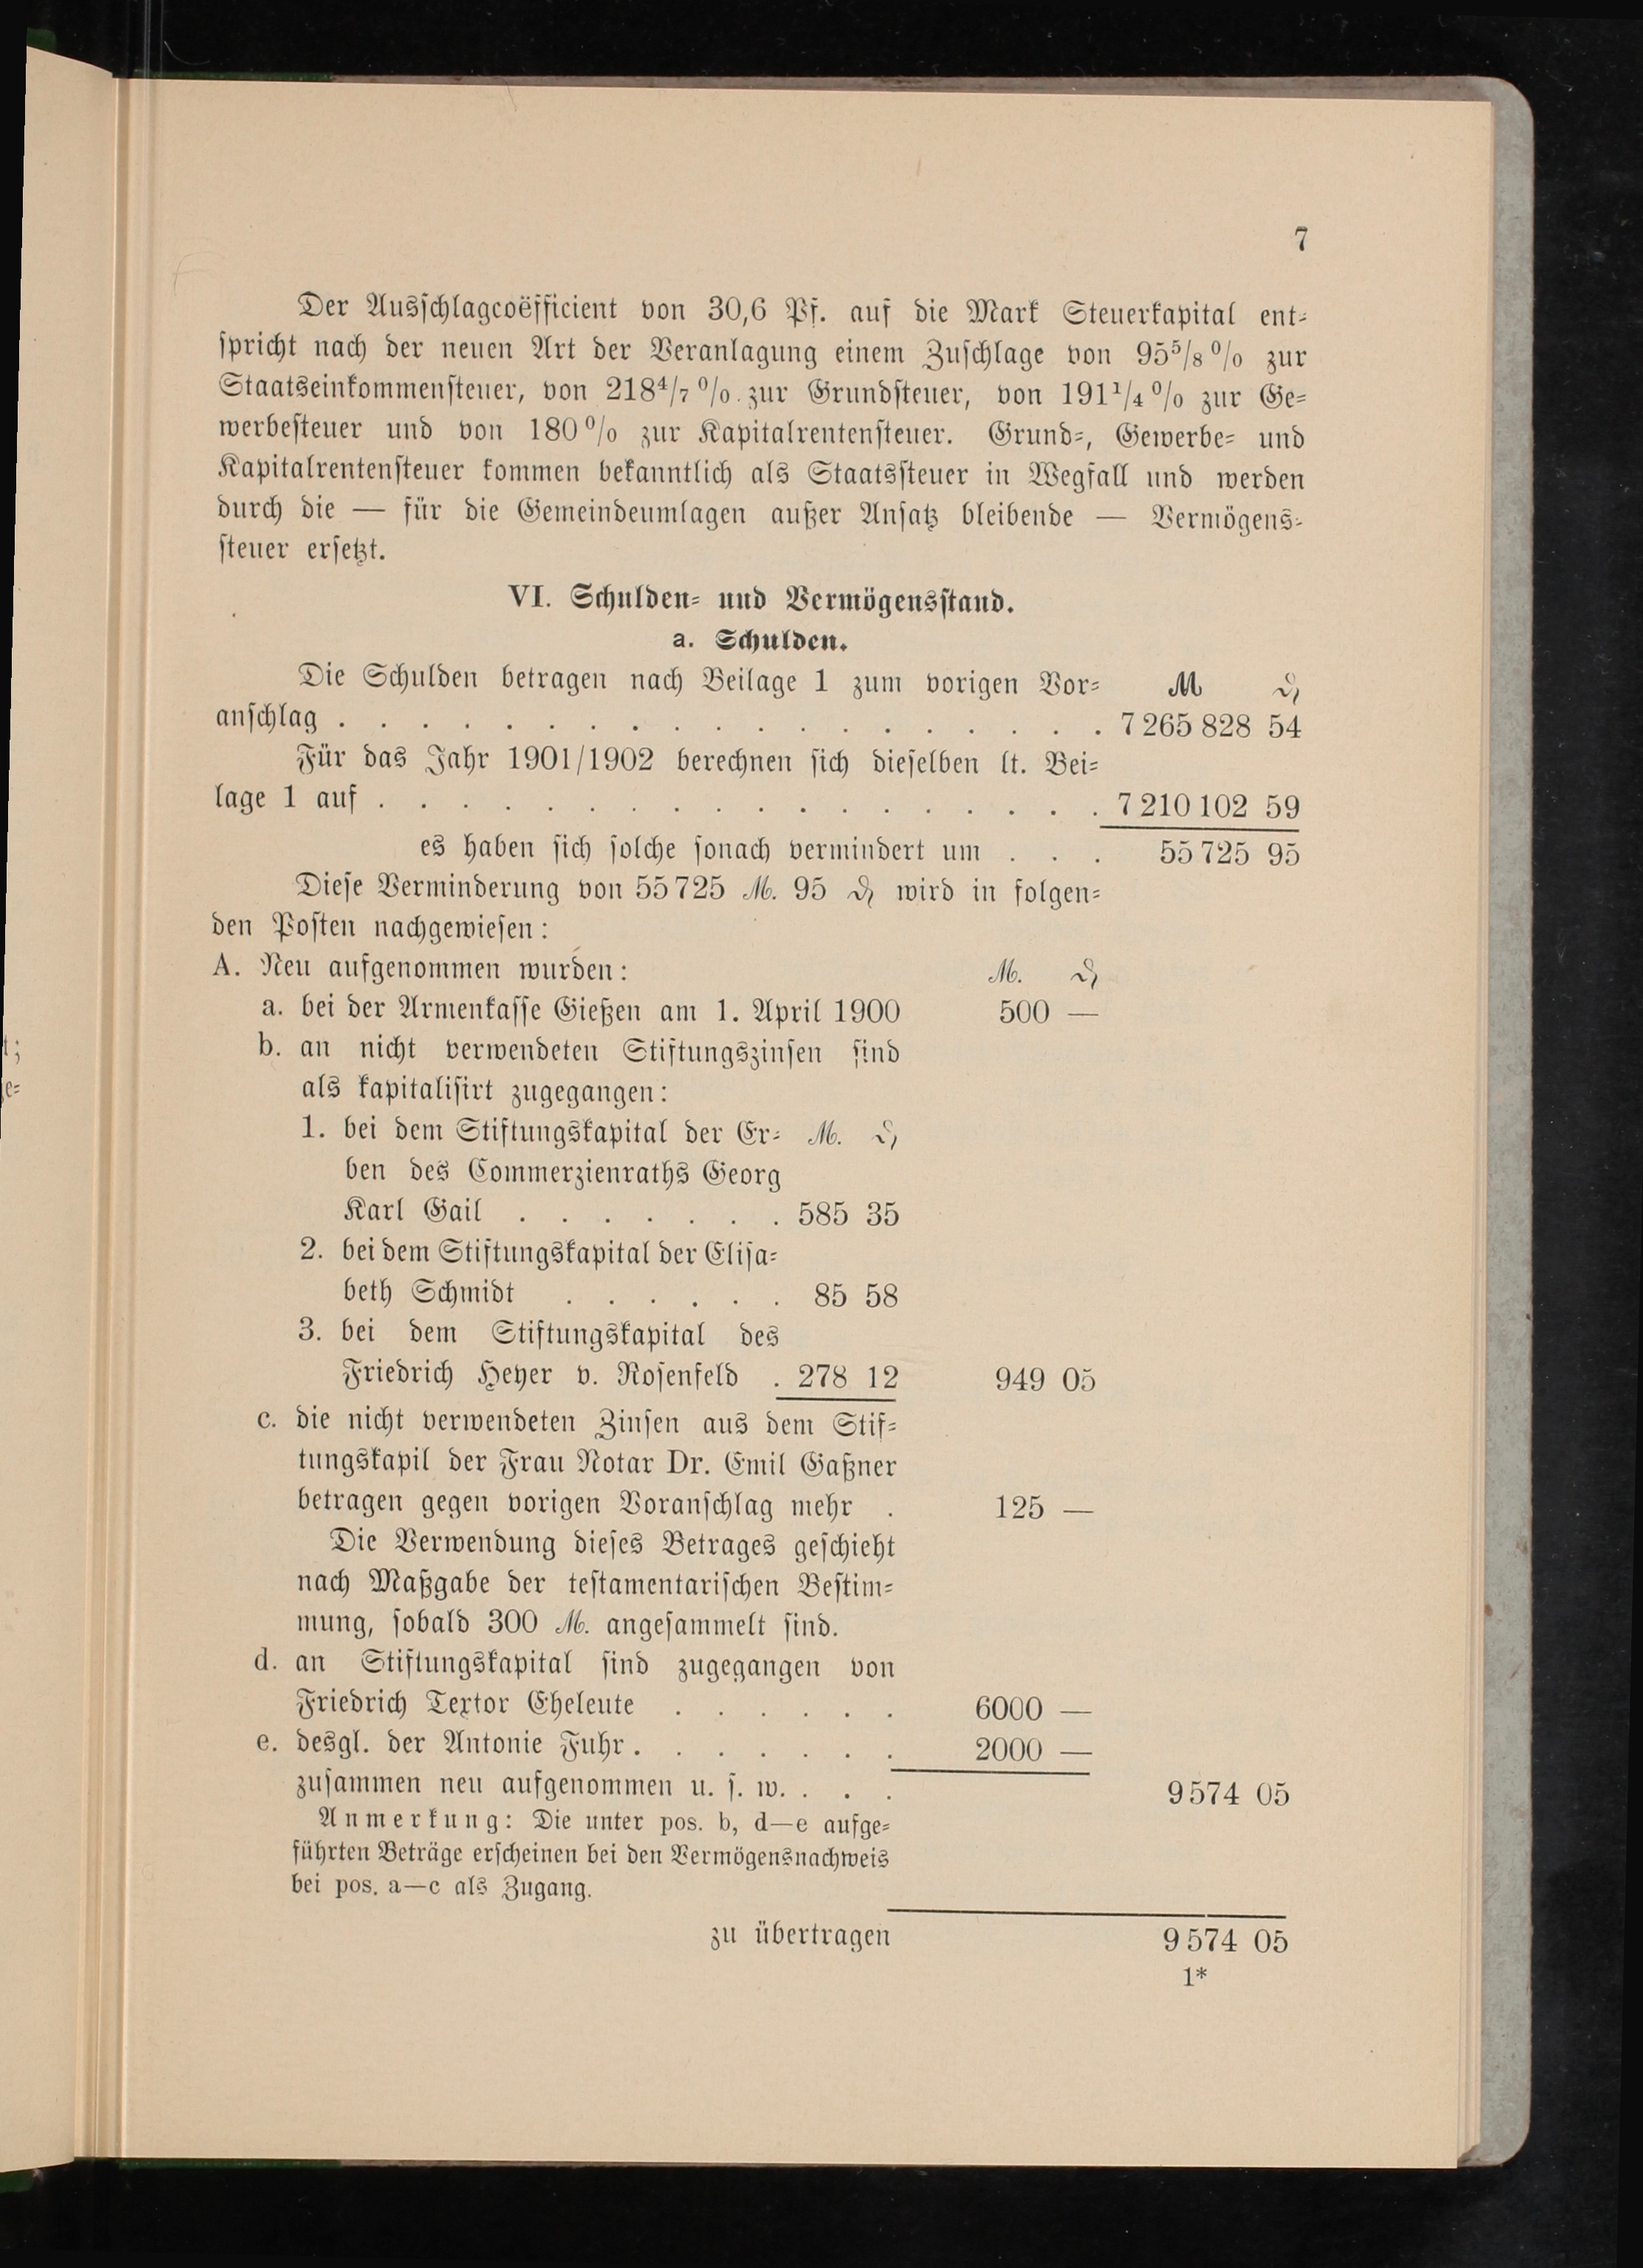 7
Der Ausschlagcoëfficient von 30,6 Pf. auf die Mark Steuerkapital ent-
spricht nach der neuen Art der Veranlagung einem Zuschlage von 95⁵/₈ % zur
Staatseinkommensteuer, von 218⁴/₇ % zur Grundsteuer, von 191¹/₄ % zur Ge-
werbesteuer und von 180 % zur Kapitalrentensteuer. Grund-, Gewerbe- und
Kapitalrentensteuer kommen bekanntlich als Staatssteuer in Wegfall und werden
durch die — für die Gemeindeumlagen außer Ansatz bleibende — Vermögens-
steuer ersetzt.
VI. Schulden- und Vermögensstand.
a. Schulden.
Die Schulden betragen nach Beilage 1 zum vorigen Vor- M ₰
anschlag . . . . . . . . . . . . . . . . . . . 7 265 828 54
Für das Jahr 1901/1902 berechnen sich dieselben lt. Bei-
lage 1 auf . . . . . . . . . . . . . . . . . . 7 210 102 59
es haben sich solche sonach vermindert um . . . 55 725 95
Diese Verminderung von 55 725 M. 95 ₰ wird in folgen-
den Posten nachgewiesen:
A. Neu aufgenommen wurden: M. ₰
a. bei der Armenkasse Gießen am 1. April 1900 500 —
b. an nicht verwendeten Stiftungszinsen sind
als kapitalisirt zugegangen:
1. bei dem Stiftungskapital der Er- M. ₰
ben des Commerzienraths Georg
Karl Gail . . . . . . . 585 35
2. bei dem Stiftungskapital der Elisa-
beth Schmidt . . . . . . 85 58
3. bei dem Stiftungskapital des
Friedrich Heyer v. Rosenfeld . 278 12 949 05
c. die nicht verwendeten Zinsen aus dem Stif-
tungskapil der Frau Notar Dr. Emil Gaßner
betragen gegen vorigen Voranschlag mehr . 125 —
Die Verwendung dieses Betrages geschieht
nach Maßgabe der testamentarischen Bestim-
mung, sobald 300 M. angesammelt sind.
d. an Stiftungskapital sind zugegangen von
Friedrich Textor Eheleute . . . . . . 6000 —
e. desgl. der Antonie Fuhr . . . . . . . 2000 —
zusammen neu aufgenommen u. s. w. . . . 9 574 05
Anmerkung: Die unter pos. b, d—e aufge-
führten Beträge erscheinen bei den Vermögensnachweis
bei pos. a—c als Zugang.
zu übertragen 9 574 05
1*